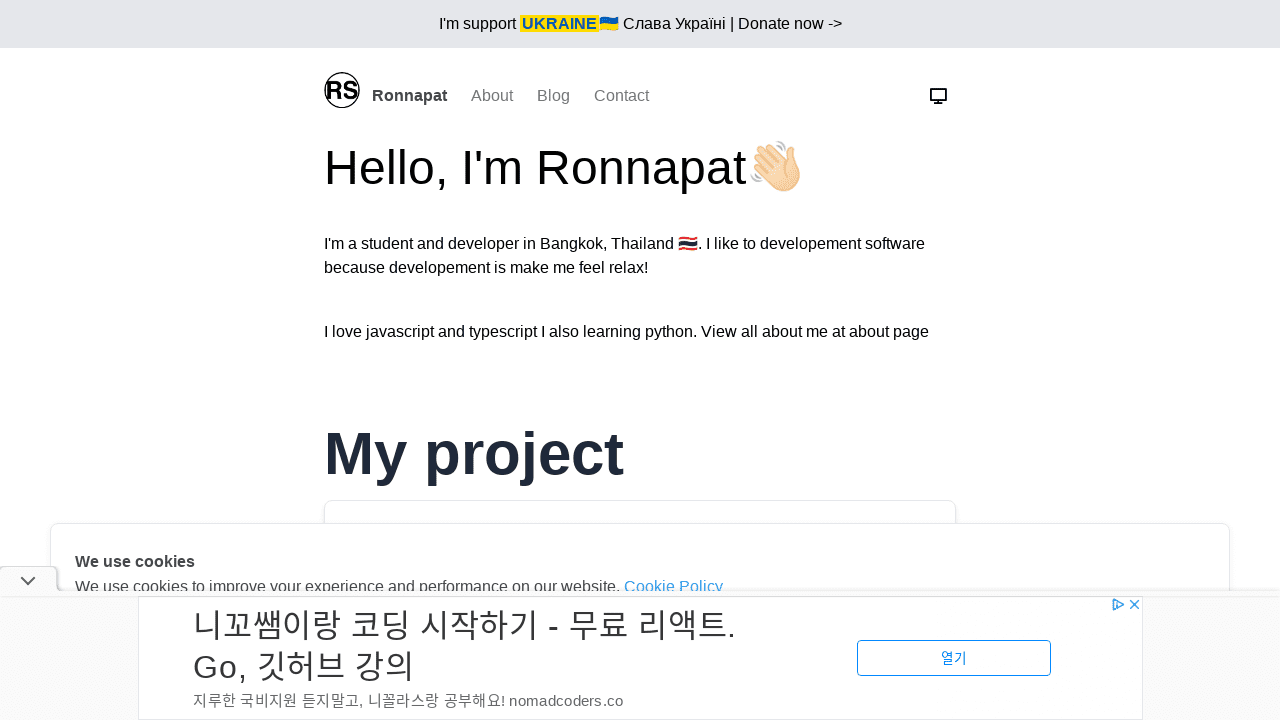 I'm support UKRAINE🇺🇦 Слава Україні | Donate now ->
RS Ronnapat About Blog Contact
Hello, I'm Ronnapat👋🏻
I'm a student and developer in Bangkok, Thailand 🇹🇭. I like to developement software
because developement is make me feel relax!
I love javascript and typescript I also learning python. View all about me at about page
My project
We use cookies
We use cookies to improve your experience and performance on our website. Cookie Policy
니꼬쌤이랑 코딩 시작하기 - 무료 리액트.
Go, 깃허브 강의
지루한 국비지원 듣지말고, 니꼴라스랑 공부해요! nomadcoders.co
열기